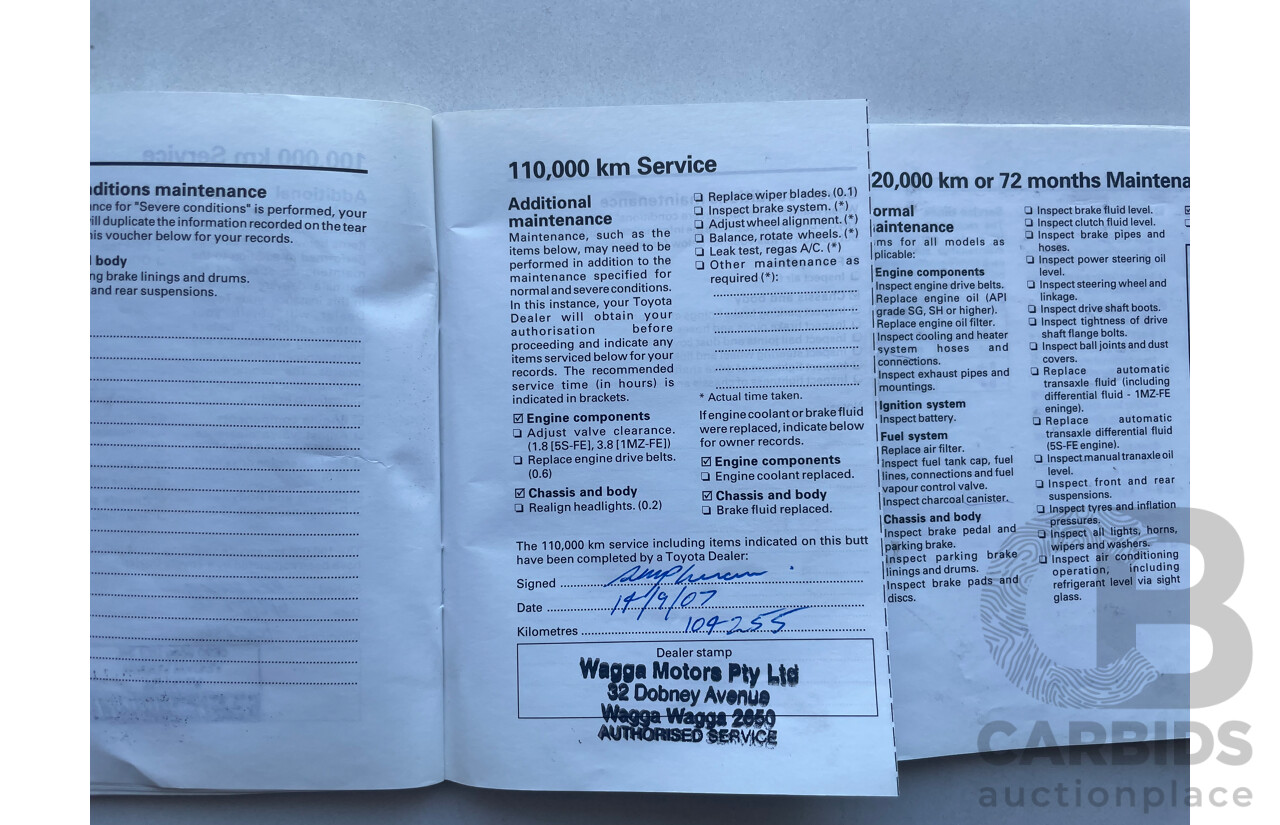 ditions maintenance
nce for "Severe conditions" is performed, your
ill duplicate the information recorded on the tear
is voucher below for your records.
body
ng brake linings and drums.
and rear suspensions.
110,000 km Service
Additional
maintenance
Maintenance, such as the
items below, may need to be
performed in addition to the
maintenance specified for
normal and severe conditions.
In this instance, your Toyota
Dealer will obtain your
authorisation before
proceeding and indicate any
items serviced below for your
records. The recommended
service time (in hours) is
indicated in brackets.
☑ Engine components
❏ Adjust valve clearance.
(1.8 [5S-FE], 3.8 [1MZ-FE])
❏ Replace engine drive belts.
(0.6)
☑ Chassis and body
❏ Realign headlights. (0.2)
❏ Replace wiper blades. (0.1)
❏ Inspect brake system. (*)
❏ Adjust wheel alignment. (*)
❏ Balance, rotate wheels. (*)
❏ Leak test, regas A/C. (*)
❏ Other maintenance as
required (*):
* Actual time taken.
If engine coolant or brake fluid
were replaced, indicate below
for owner records.
☑ Engine components
❏ Engine coolant replaced.
☑ Chassis and body
❏ Brake fluid replaced.
The 110,000 km service including items indicated on this butt
have been completed by a Toyota Dealer:
Signed
Date 14/9/07
Kilometres 104255
Dealer stamp
Wagga Motors Pty Ltd
32 Dobney Avenue
Wagga Wagga 2650
AUTHORISED SERVICE
20,000 km or 72 months Maintena
ormal
aintenance
ms for all models as
plicable:
Engine components
Inspect engine drive belts.
Replace engine oil (API
grade SG, SH or higher).
Replace engine oil filter.
Inspect cooling and heater
system hoses and
connections.
Inspect exhaust pipes and
mountings.
Ignition system
Inspect battery.
Fuel system
Replace air filter.
Inspect fuel tank cap, fuel
lines, connections and fuel
vapour control valve.
Inspect charcoal canister.
Chassis and body
Inspect brake pedal and
parking brake.
Inspect parking brake
linings and drums.
Inspect brake pads and
discs.
❏ Inspect brake fluid level.
❏ Inspect clutch fluid level.
❏ Inspect brake pipes and
hoses.
❏ Inspect power steering oil
level.
❏ Inspect steering wheel and
linkage.
❏ Inspect drive shaft boots.
❏ Inspect tightness of drive
shaft flange bolts.
❏ Inspect ball joints and dust
covers.
❏ Replace automatic
transaxle fluid (including
differential fluid - 1MZ-FE
eninge).
❏ Replace automatic
transaxle differential fluid
(5S-FE engine).
❏ Inspect manual tranaxle oil
level.
❏ Inspect front and rear
suspensions.
❏ Inspect tyres and inflation
pressures.
❏ Inspect all lights, horns,
wipers and washers.
❏ Inspect air conditioning
operation, including
refrigerant level via sight
glass.
CB
CARBIDS
auctionplace